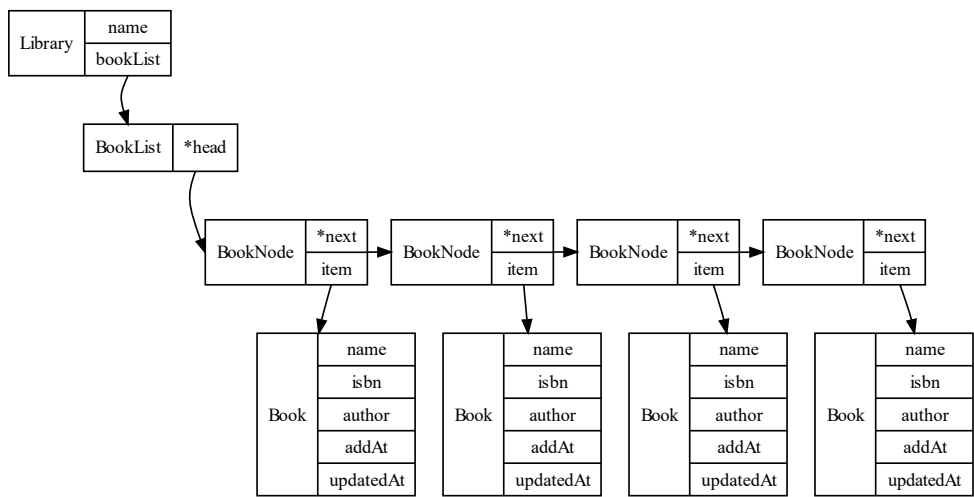 Library
name
bookList
BookList
*head
BookNode
*next
item
BookNode
*next
item
BookNode
*next
item
BookNode
*next
item
Book
name
isbn
author
addAt
updatedAt
Book
name
isbn
author
addAt
updatedAt
Book
name
isbn
author
addAt
updatedAt
Book
name
isbn
author
addAt
updatedAt